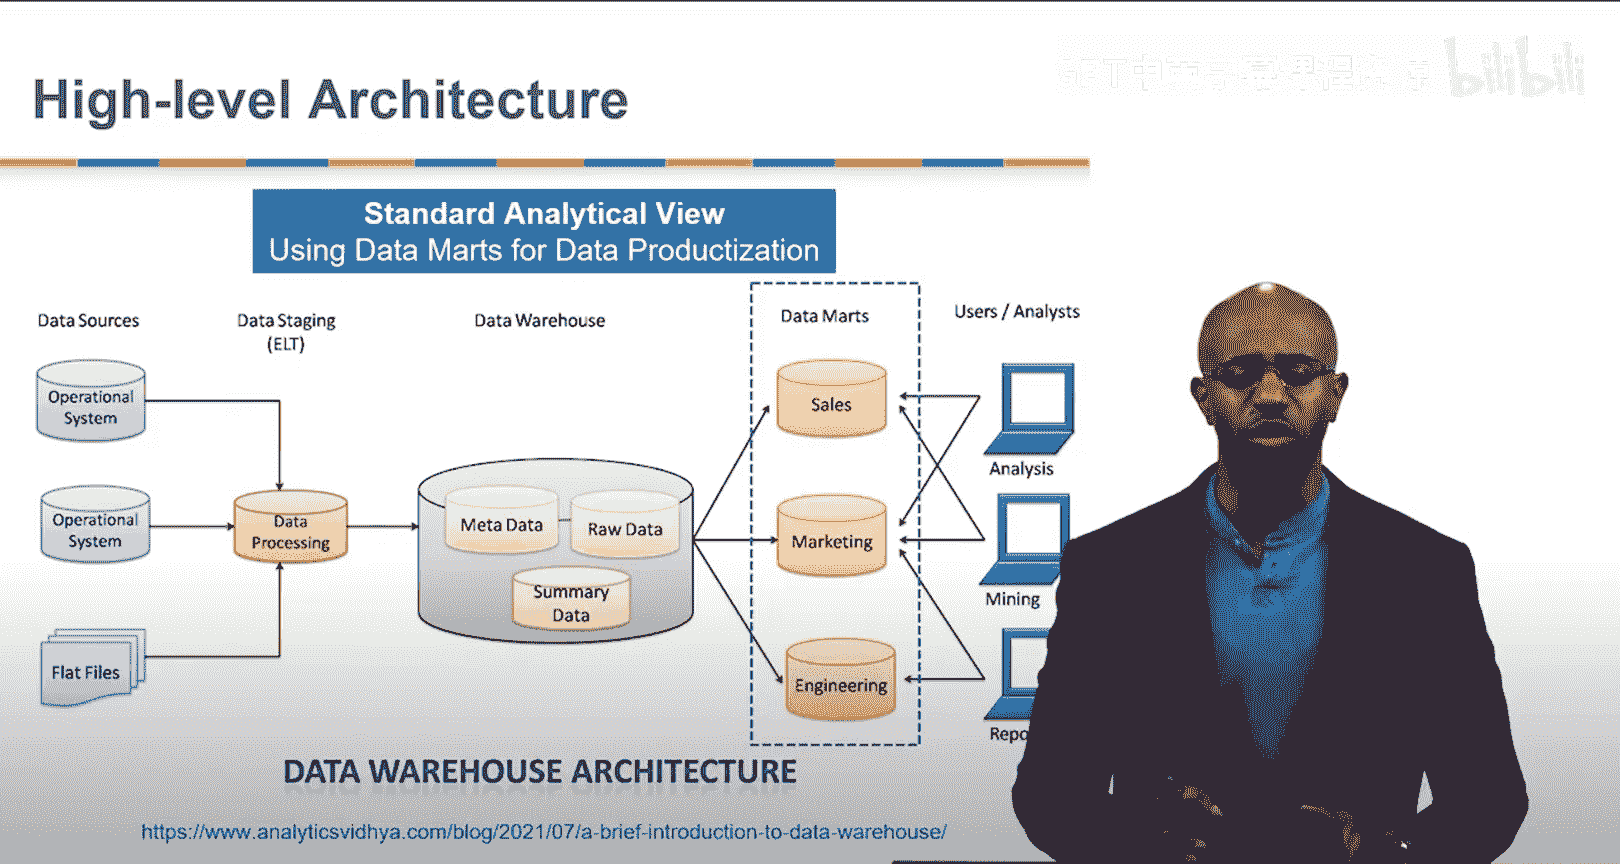 bilibili
High-level Architecture
Standard Analytical View
Using Data Marts for Data Productization
Data Sources
Data Staging
(ELT)
Data Warehouse
Data Marts
Users / Analysts
Operational
System
Sales
Analysis
Operational
System
Data
Processing
Meta Data
Raw Data
Summary
Data
Marketing
Mining
Flat Files
Engineering
DATA WAREHOUSE ARCHITECTURE
https://www.analyticsvidhya.com/blog/2021/07/a-brief-introduction-to-data-warehouse/